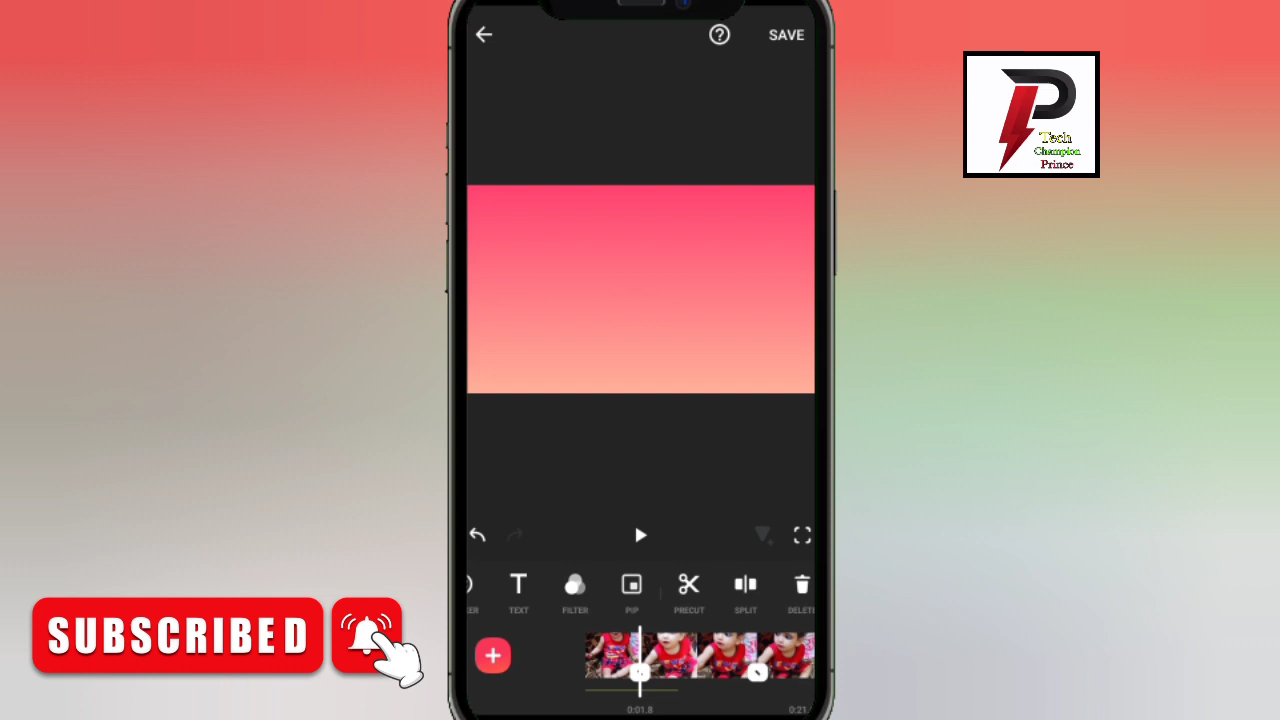 SAVE
P
Tech
Champion
Prince
TEXT
FILTER
PIP
PRECUT
SPLIT
SUBSCRIBED
0:01.8
0:21